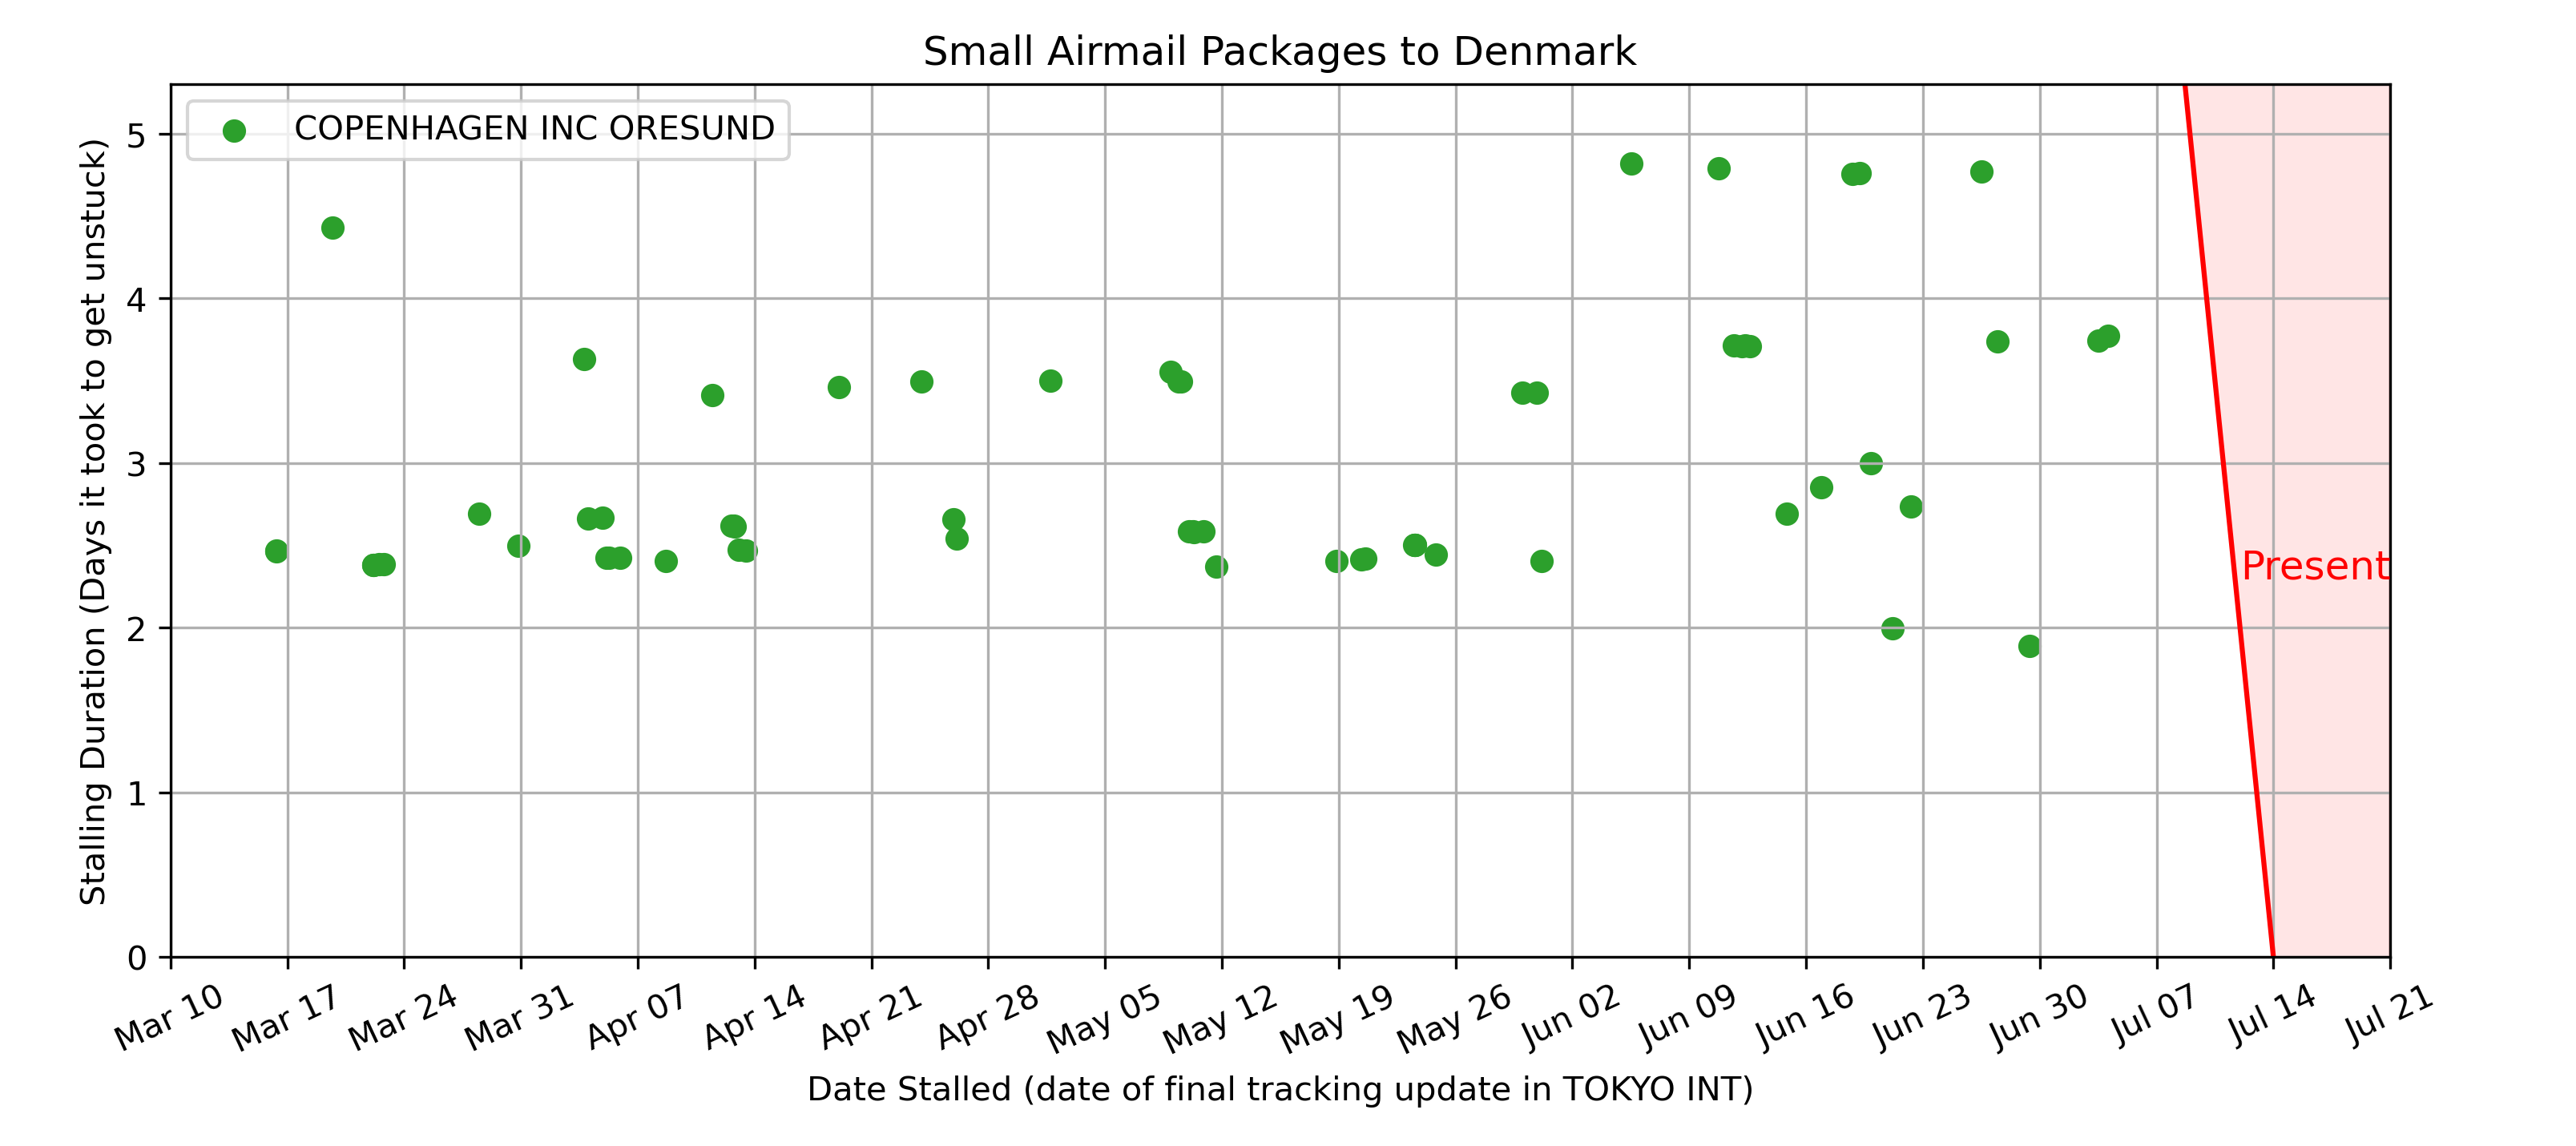 Small Airmail Packages to Denmark
COPENHAGEN INC ORESUND
Stalling Duration (Days it took to get unstuck)
5
4
3
2
1
0
Present
Mar 10 Mar 17 Mar 24 Mar 31 Apr 07 Apr 14 Apr 21 Apr 28 May 05 May 12 May 19 May 26 Jun 02 Jun 09 Jun 16 Jun 23 Jun 30 Jul 07 Jul 14 Jul 21
Date Stalled (date of final tracking update in TOKYO INT)